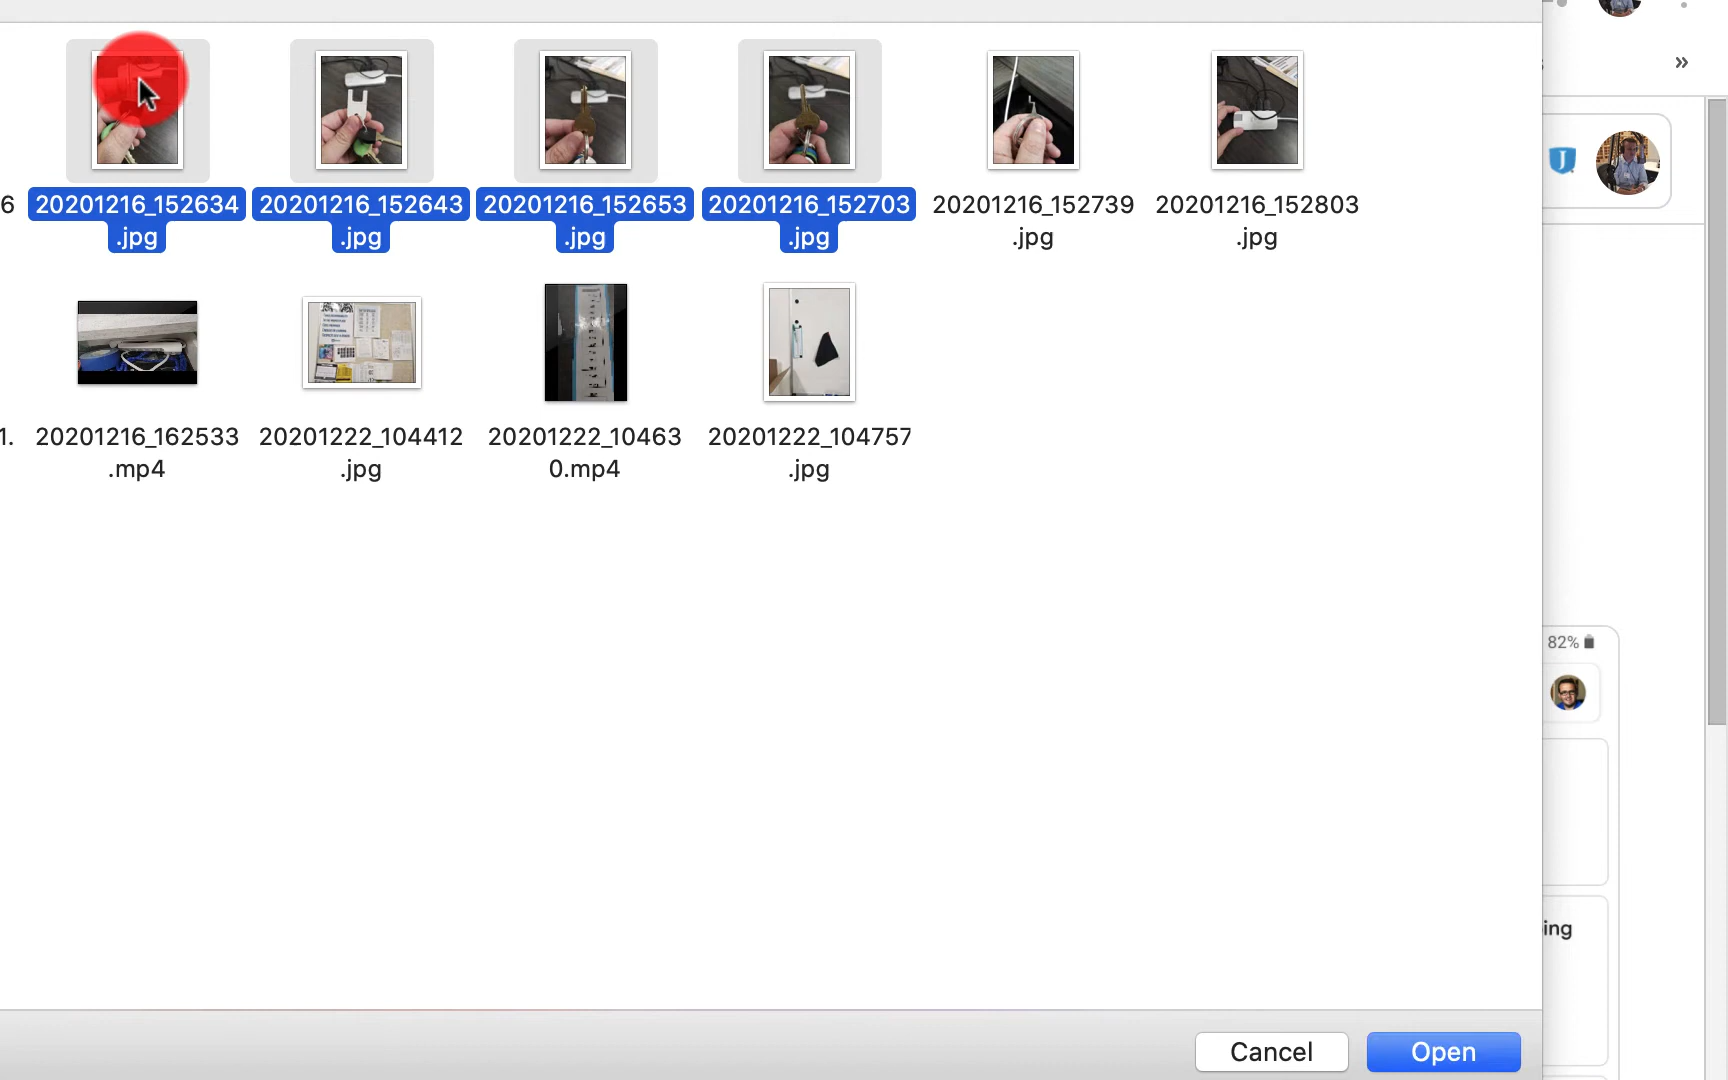 6 20201216_152634 20201216_152643 20201216_152653 20201216_152703 20201216_152739 20201216_152803
.jpg .jpg .jpg .jpg .jpg .jpg
1. 20201216_162533 20201222_104412 20201222_10463 20201222_104757
.mp4 .jpg 0.mp4 .jpg
82%
ing
Cancel Open